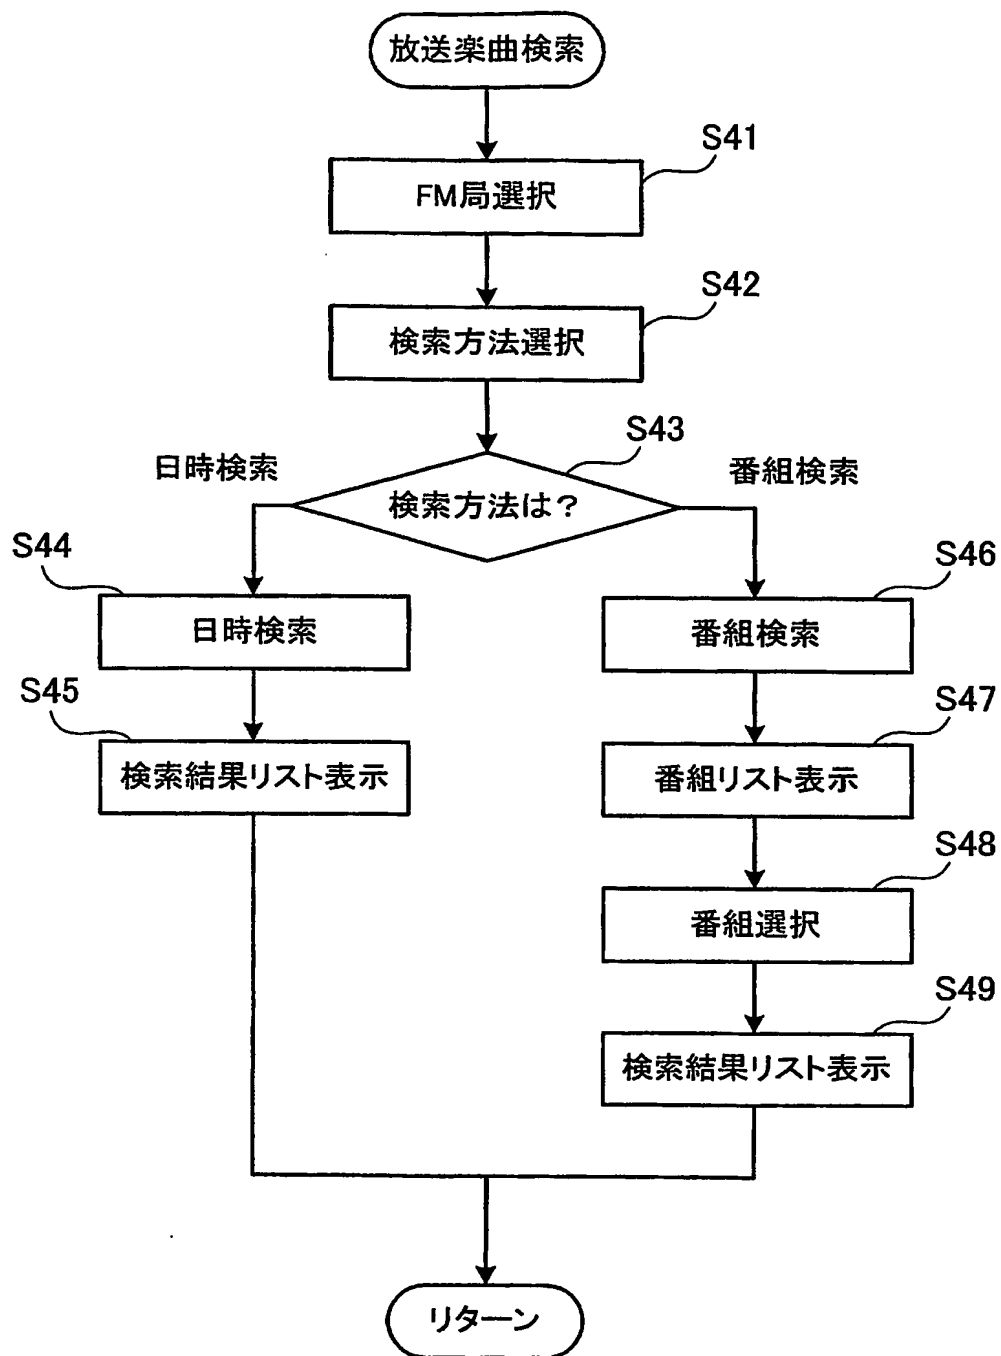 放送楽曲検索
S41
FM局選択
S42
検索方法選択
S43
日時検索
番組検索
検索方法は?
S44
日時検索
S45
検索結果リスト表示
S46
番組検索
S47
番組リスト表示
S48
番組選択
S49
検索結果リスト表示
リターン